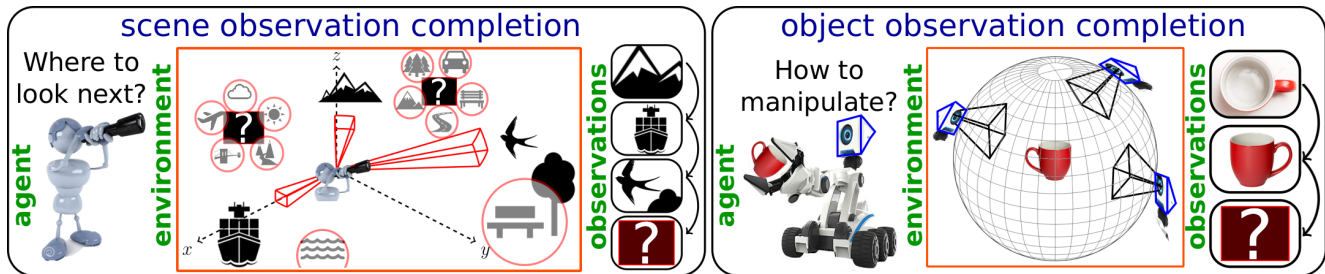 scene observation completion
Where to
look next?
agent
environment
z
?
?
x
y
observations
?
object observation completion
How to
manipulate?
agent
environment
observations
?